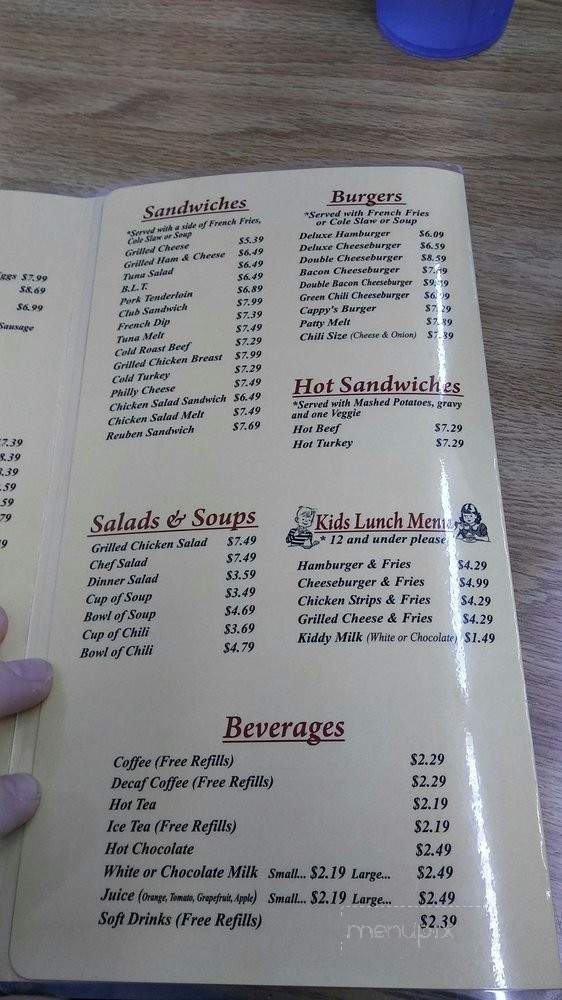 ggs $7.99
$8.69
$6.99
Sausage
7.39
8.39
.39
.59
.59
.79
Sandwiches
*Served with a side of French Fries,
Cole Slaw or Soup
Grilled Cheese $5.39
Grilled Ham & Cheese $6.49
Tuna Salad $6.49
B.L.T. $6.49
Pork Tenderloin $6.89
Club Sandwich $7.99
French Dip $7.39
Tuna Melt $7.49
Cold Roast Beef $7.29
Grilled Chicken Breast $7.99
Cold Turkey $7.29
Philly Cheese $7.49
Chicken Salad Sandwich $6.49
Chicken Salad Melt $7.49
Reuben Sandwich $7.69
Burgers
*Served with French Fries
or Cole Slaw or Soup
Deluxe Hamburger $6.09
Deluxe Cheeseburger $6.59
Double Cheeseburger $8.59
Bacon Cheeseburger
Double Bacon Cheeseburger
Green Chili Cheeseburger
Cappy's Burger
Patty Melt
Chili Size (Cheese & Onion)
Hot Sandwiches
*Served with Mashed Potatoes, gravy
and one Veggie
Hot Beef $7.29
Hot Turkey $7.29
Salads & Soups
Grilled Chicken Salad $7.49
Chef Salad $7.49
Dinner Salad $3.59
Cup of Soup $3.49
Bowl of Soup $4.69
Cup of Chili $3.69
Bowl of Chili $4.79
Kids Lunch Menu
* 12 and under please
Hamburger & Fries $4.29
Cheeseburger & Fries $4.99
Chicken Strips & Fries $4.29
Grilled Cheese & Fries $4.29
Kiddy Milk (White or Chocolate) $1.49
Beverages
Coffee (Free Refills) $2.29
Decaf Coffee (Free Refills) $2.29
Hot Tea $2.19
Ice Tea (Free Refills) $2.19
Hot Chocolate $2.49
White or Chocolate Milk Small... $2.19 Large... $2.49
Juice (Orange, Tomato, Grapefruit, Apple) Small... $2.19 Large... $2.49
Soft Drinks (Free Refills) $2.39
menupix